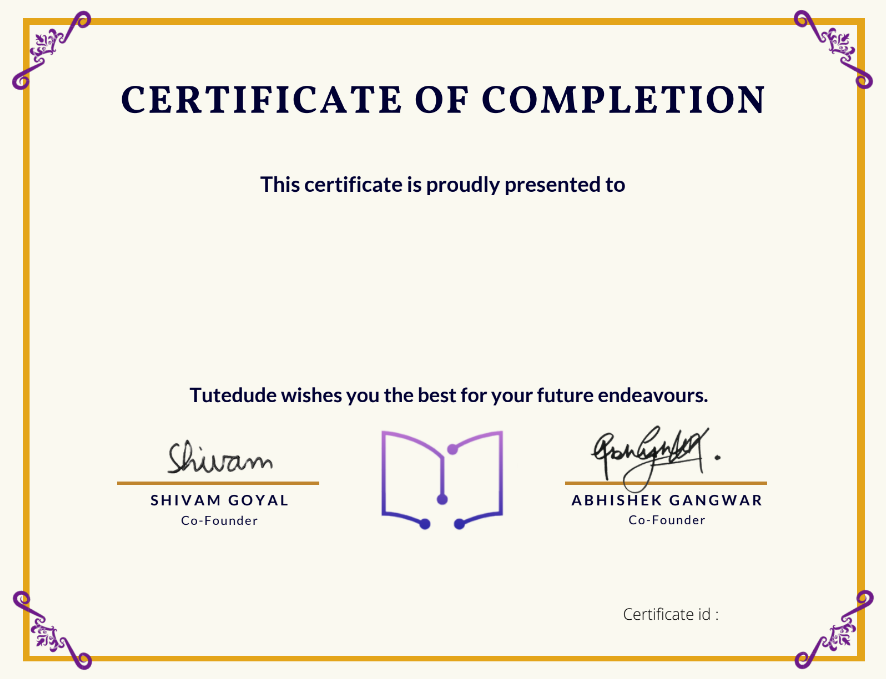 CERTIFICATE OF COMPLETION
This certificate is proudly presented to
Tutedude wishes you the best for your future endeavours.
Shivam
SHIVAM GOYAL
Co-Founder
ABHISHEK GANGWAR
Co-Founder
Certificate id :